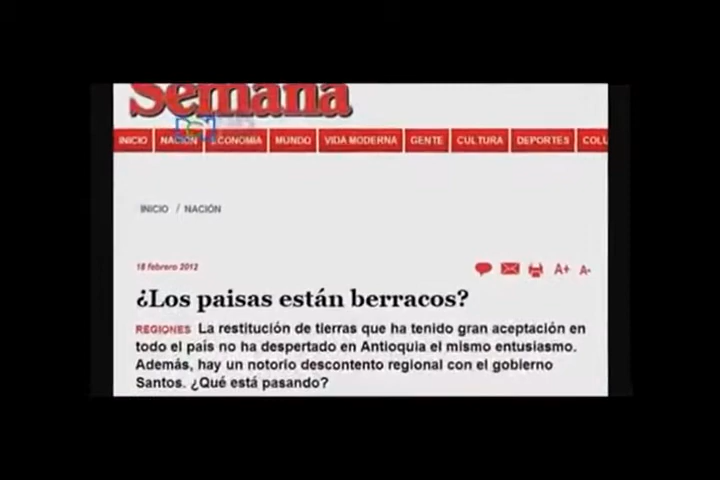 Semana
INICIO NACIÓN ECONOMÍA MUNDO VIDA MODERNA GENTE CULTURA DEPORTES COLU
INICIO / NACIÓN
18 febrero 2012
A+ A-
¿Los paisas están berracos?
REGIONES La restitución de tierras que ha tenido gran aceptación en
todo el país no ha despertado en Antioquia el mismo entusiasmo.
Además, hay un notorio descontento regional con el gobierno
Santos. ¿Qué está pasando?